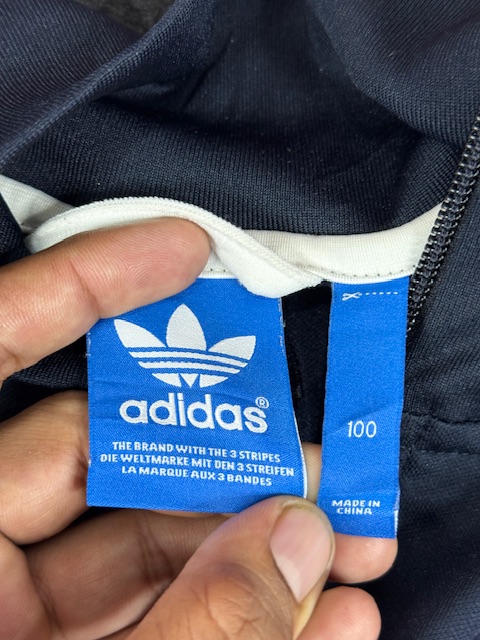 adidas®
THE BRAND WITH THE 3 STRIPES
DIE WELTMARKE MIT DEN 3 STREIFEN
LA MARQUE AUX 3 BANDES
100
MADE IN
CHINA